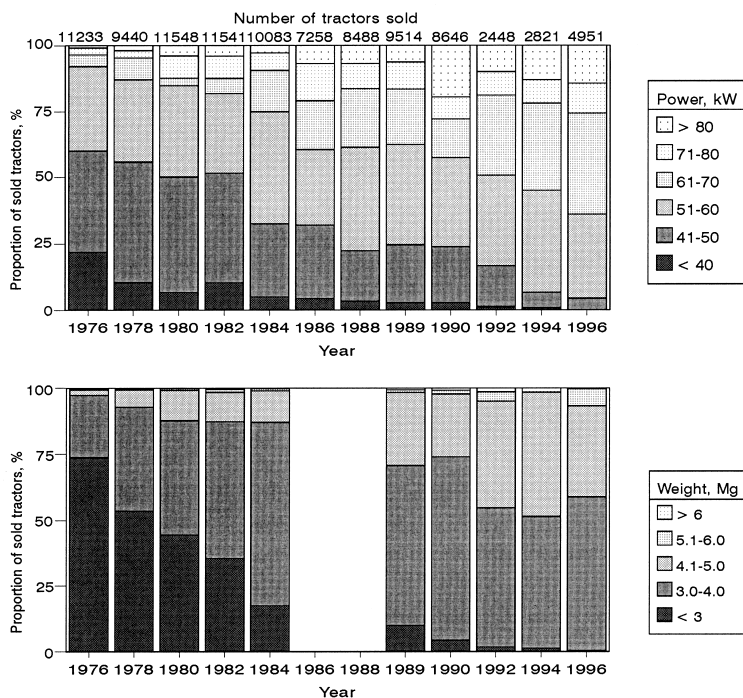 Number of tractors sold
11233 9440 11548 11541 10083 7258 8488 9514 8646 2448 2821 4951
100
75
50
25
0
Proportion of sold tractors, %
1976 1978 1980 1982 1984 1986 1988 1989 1990 1992 1994 1996
Year
Power, kW
> 80
71-80
61-70
51-60
41-50
< 40
100
75
50
25
0
Proportion of sold tractors, %
1976 1978 1980 1982 1984 1986 1988 1989 1990 1992 1994 1996
Year
Weight, Mg
> 6
5.1-6.0
4.1-5.0
3.0-4.0
< 3